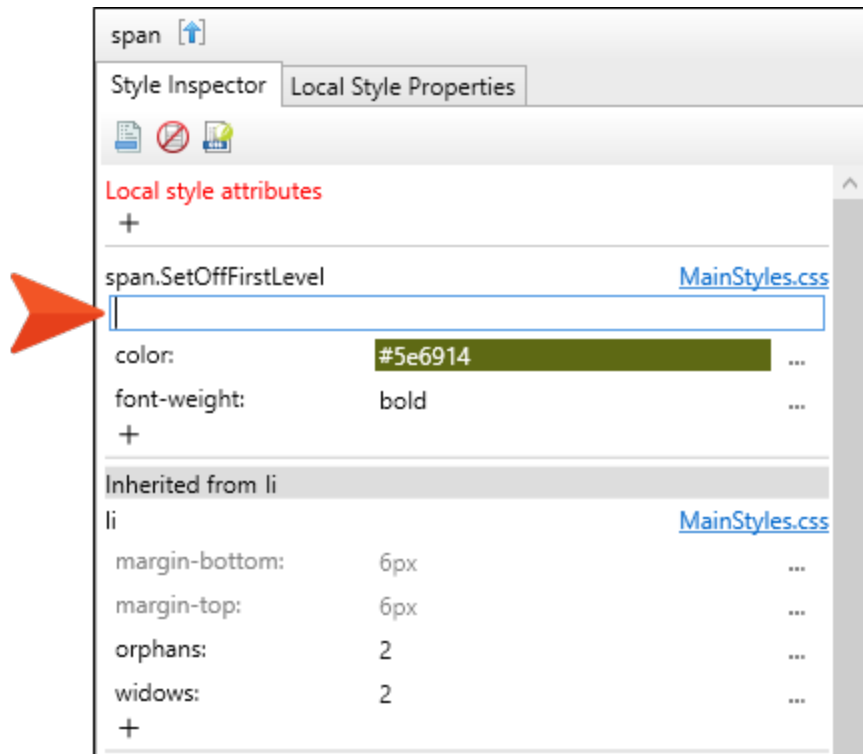 span
Style Inspector Local Style Properties
Local style attributes
+
span.SetOffFirstLevel MainStyles.css
color: #5e6914 ...
font-weight: bold ...
+
Inherited from li
li MainStyles.css
margin-bottom: 6px ...
margin-top: 6px ...
orphans: 2 ...
widows: 2 ...
+